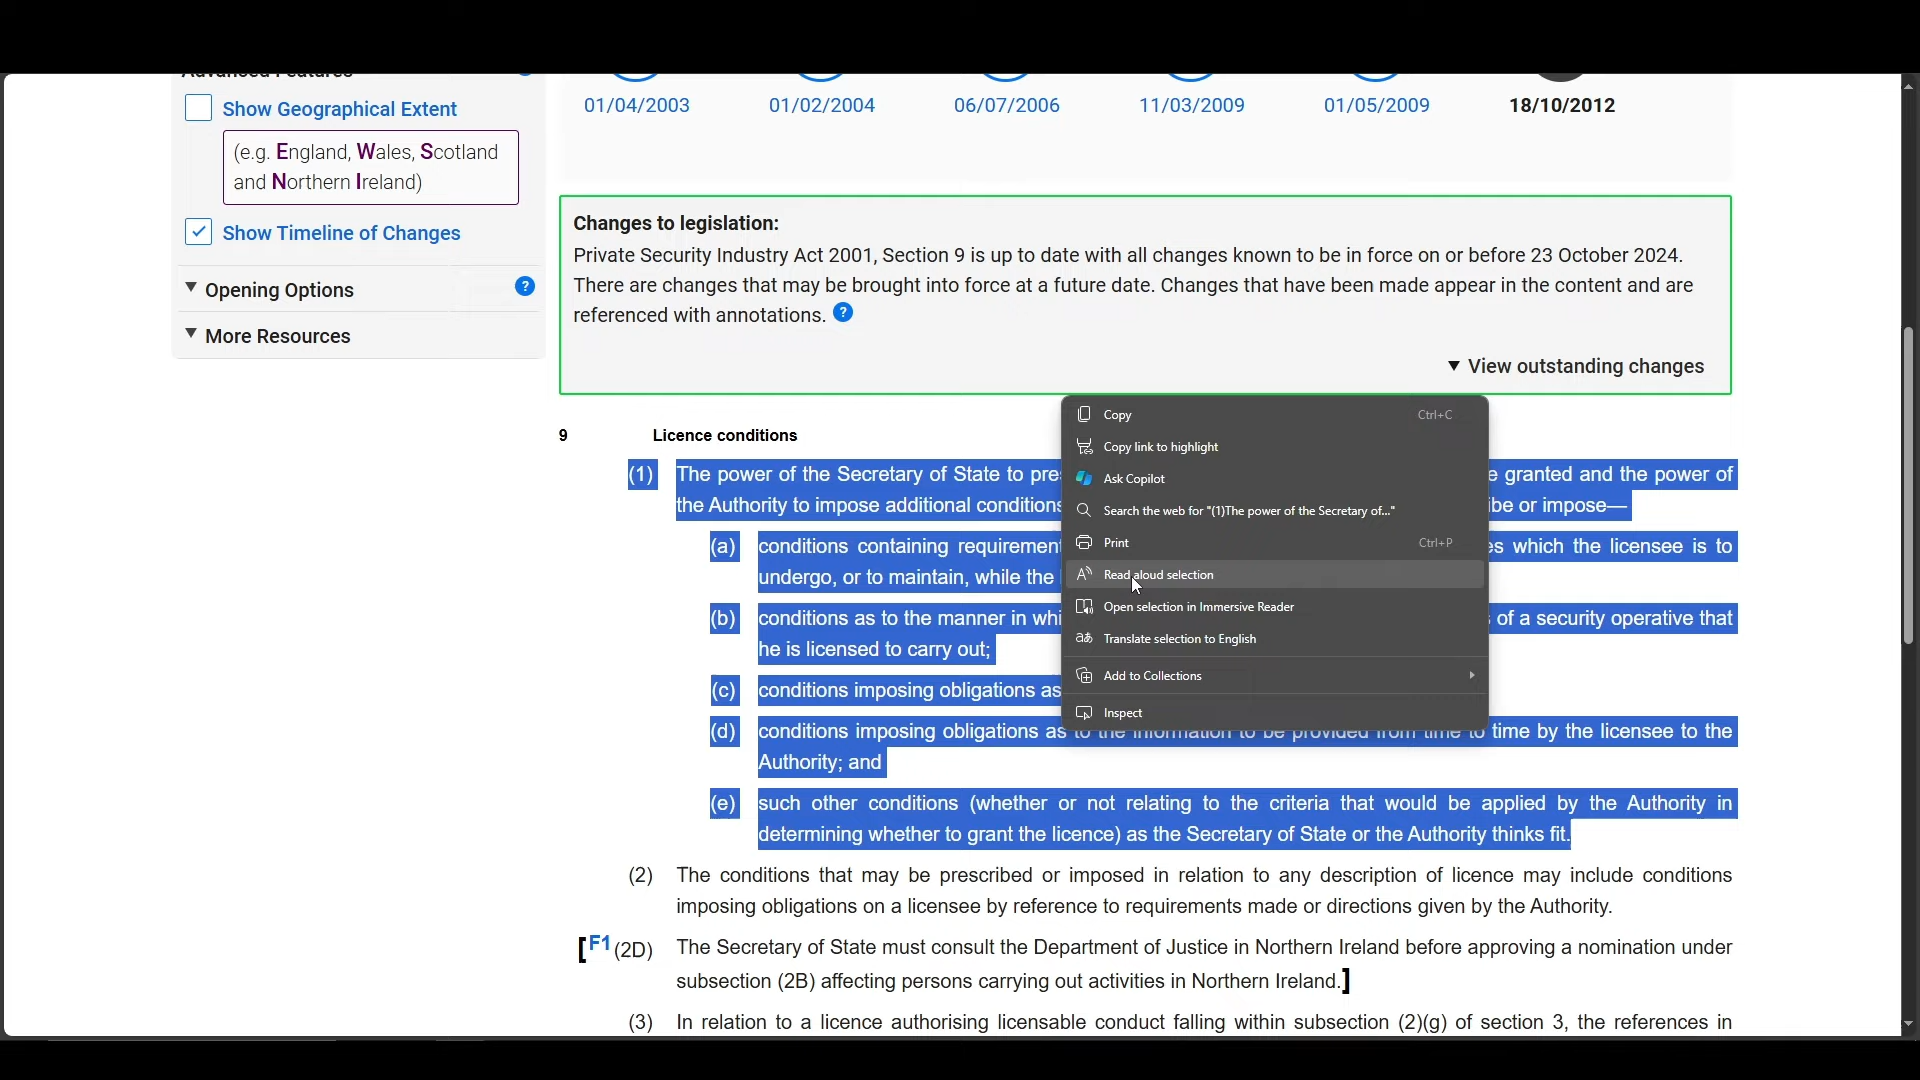 Advanced Features
Show Geographical Extent
(e.g. England, Wales, Scotland
and Northern Ireland)
Show Timeline of Changes
Opening Options
?
More Resources
01/04/2003 01/02/2004 06/07/2006 11/03/2009 01/05/2009 18/10/2012
Changes to legislation:
Private Security Industry Act 2001, Section 9 is up to date with all changes known to be in force on or before 23 October 2024.
There are changes that may be brought into force at a future date. Changes that have been made appear in the content and are
referenced with annotations. ?
View outstanding changes
9 Licence conditions
(1) The power of the Secretary of State to granted and the power of
the Authority to impose additional conditions or impose—
(a) conditions containing which the licensee is to
undergo, or to maintain, while the
(b) conditions as to the manner in of a security operative that
he is licensed to carry out;
(c) conditions imposing obligations as
(d) conditions imposing obligations as to the information to be provided from time to time by the licensee to the
Authority; and
(e) such other conditions (whether or not relating to the criteria that would be applied by the Authority in
determining whether to grant the licence) as the Secretary of State or the Authority thinks fit.
(2) The conditions that may be prescribed or imposed in relation to any description of licence may include conditions
imposing obligations on a licensee by reference to requirements made or directions given by the Authority.
[F1(2D) The Secretary of State must consult the Department of Justice in Northern Ireland before approving a nomination under
subsection (2B) affecting persons carrying out activities in Northern Ireland.]
(3) In relation to a licence authorising licensable conduct falling within subsection (2)(g) of section 3, the references in
Copy Ctrl+C
Copy link to highlight
Ask Copilot
Search the web for "(1)The power of the Secretary of..."
Print Ctrl+P
Read aloud selection
Open selection in Immersive Reader
Translate selection to English
Add to Collections
Inspect